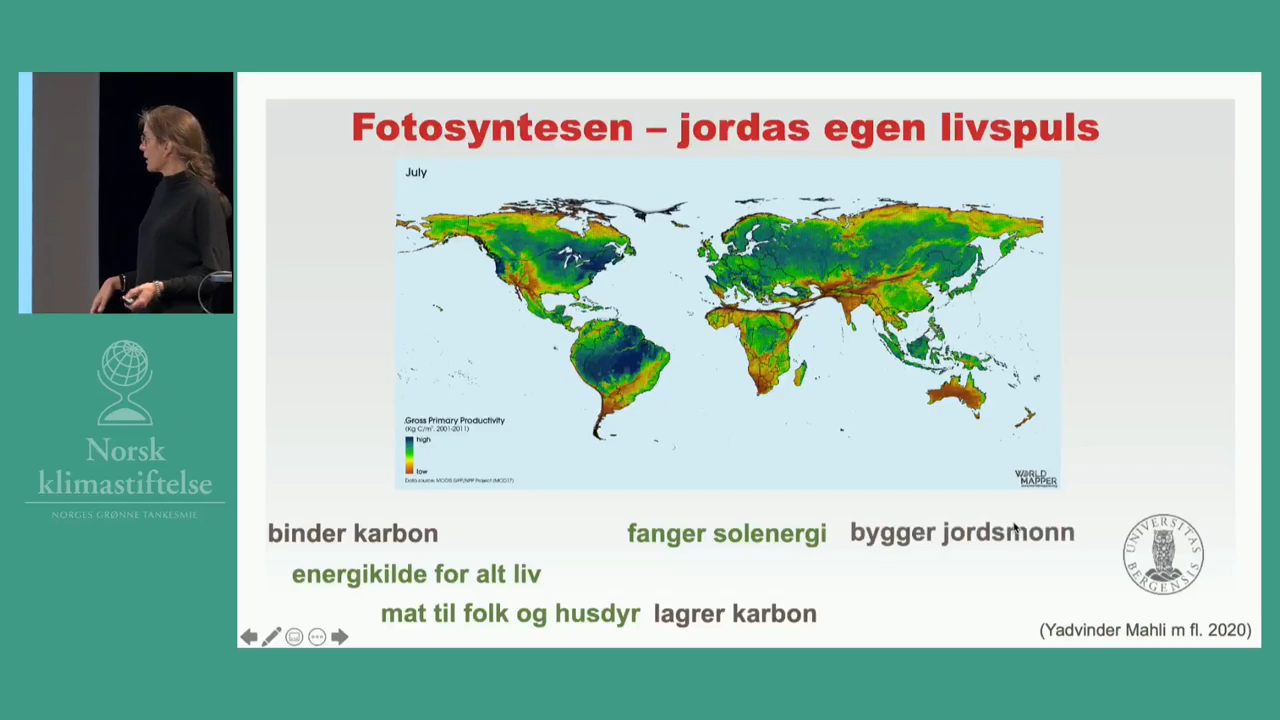 Fotosyntesen – jordas egen livspuls
July
Gross Primary Productivity
(Kg C/m², 2001-2011)
high
low
Data source: MODIS GPP/NPP Project (MOD17)
WORLD
MAPPER
binder karbon
fanger solenergi
bygger jordsmonn
energikilde for alt liv
mat til folk og husdyr
lagrer karbon
UNIVERSITAS
BERGENSIS
(Yadvinder Mahli m fl. 2020)
Norsk
klimastiftelse
NORGES GRØNNE TANKESMIE